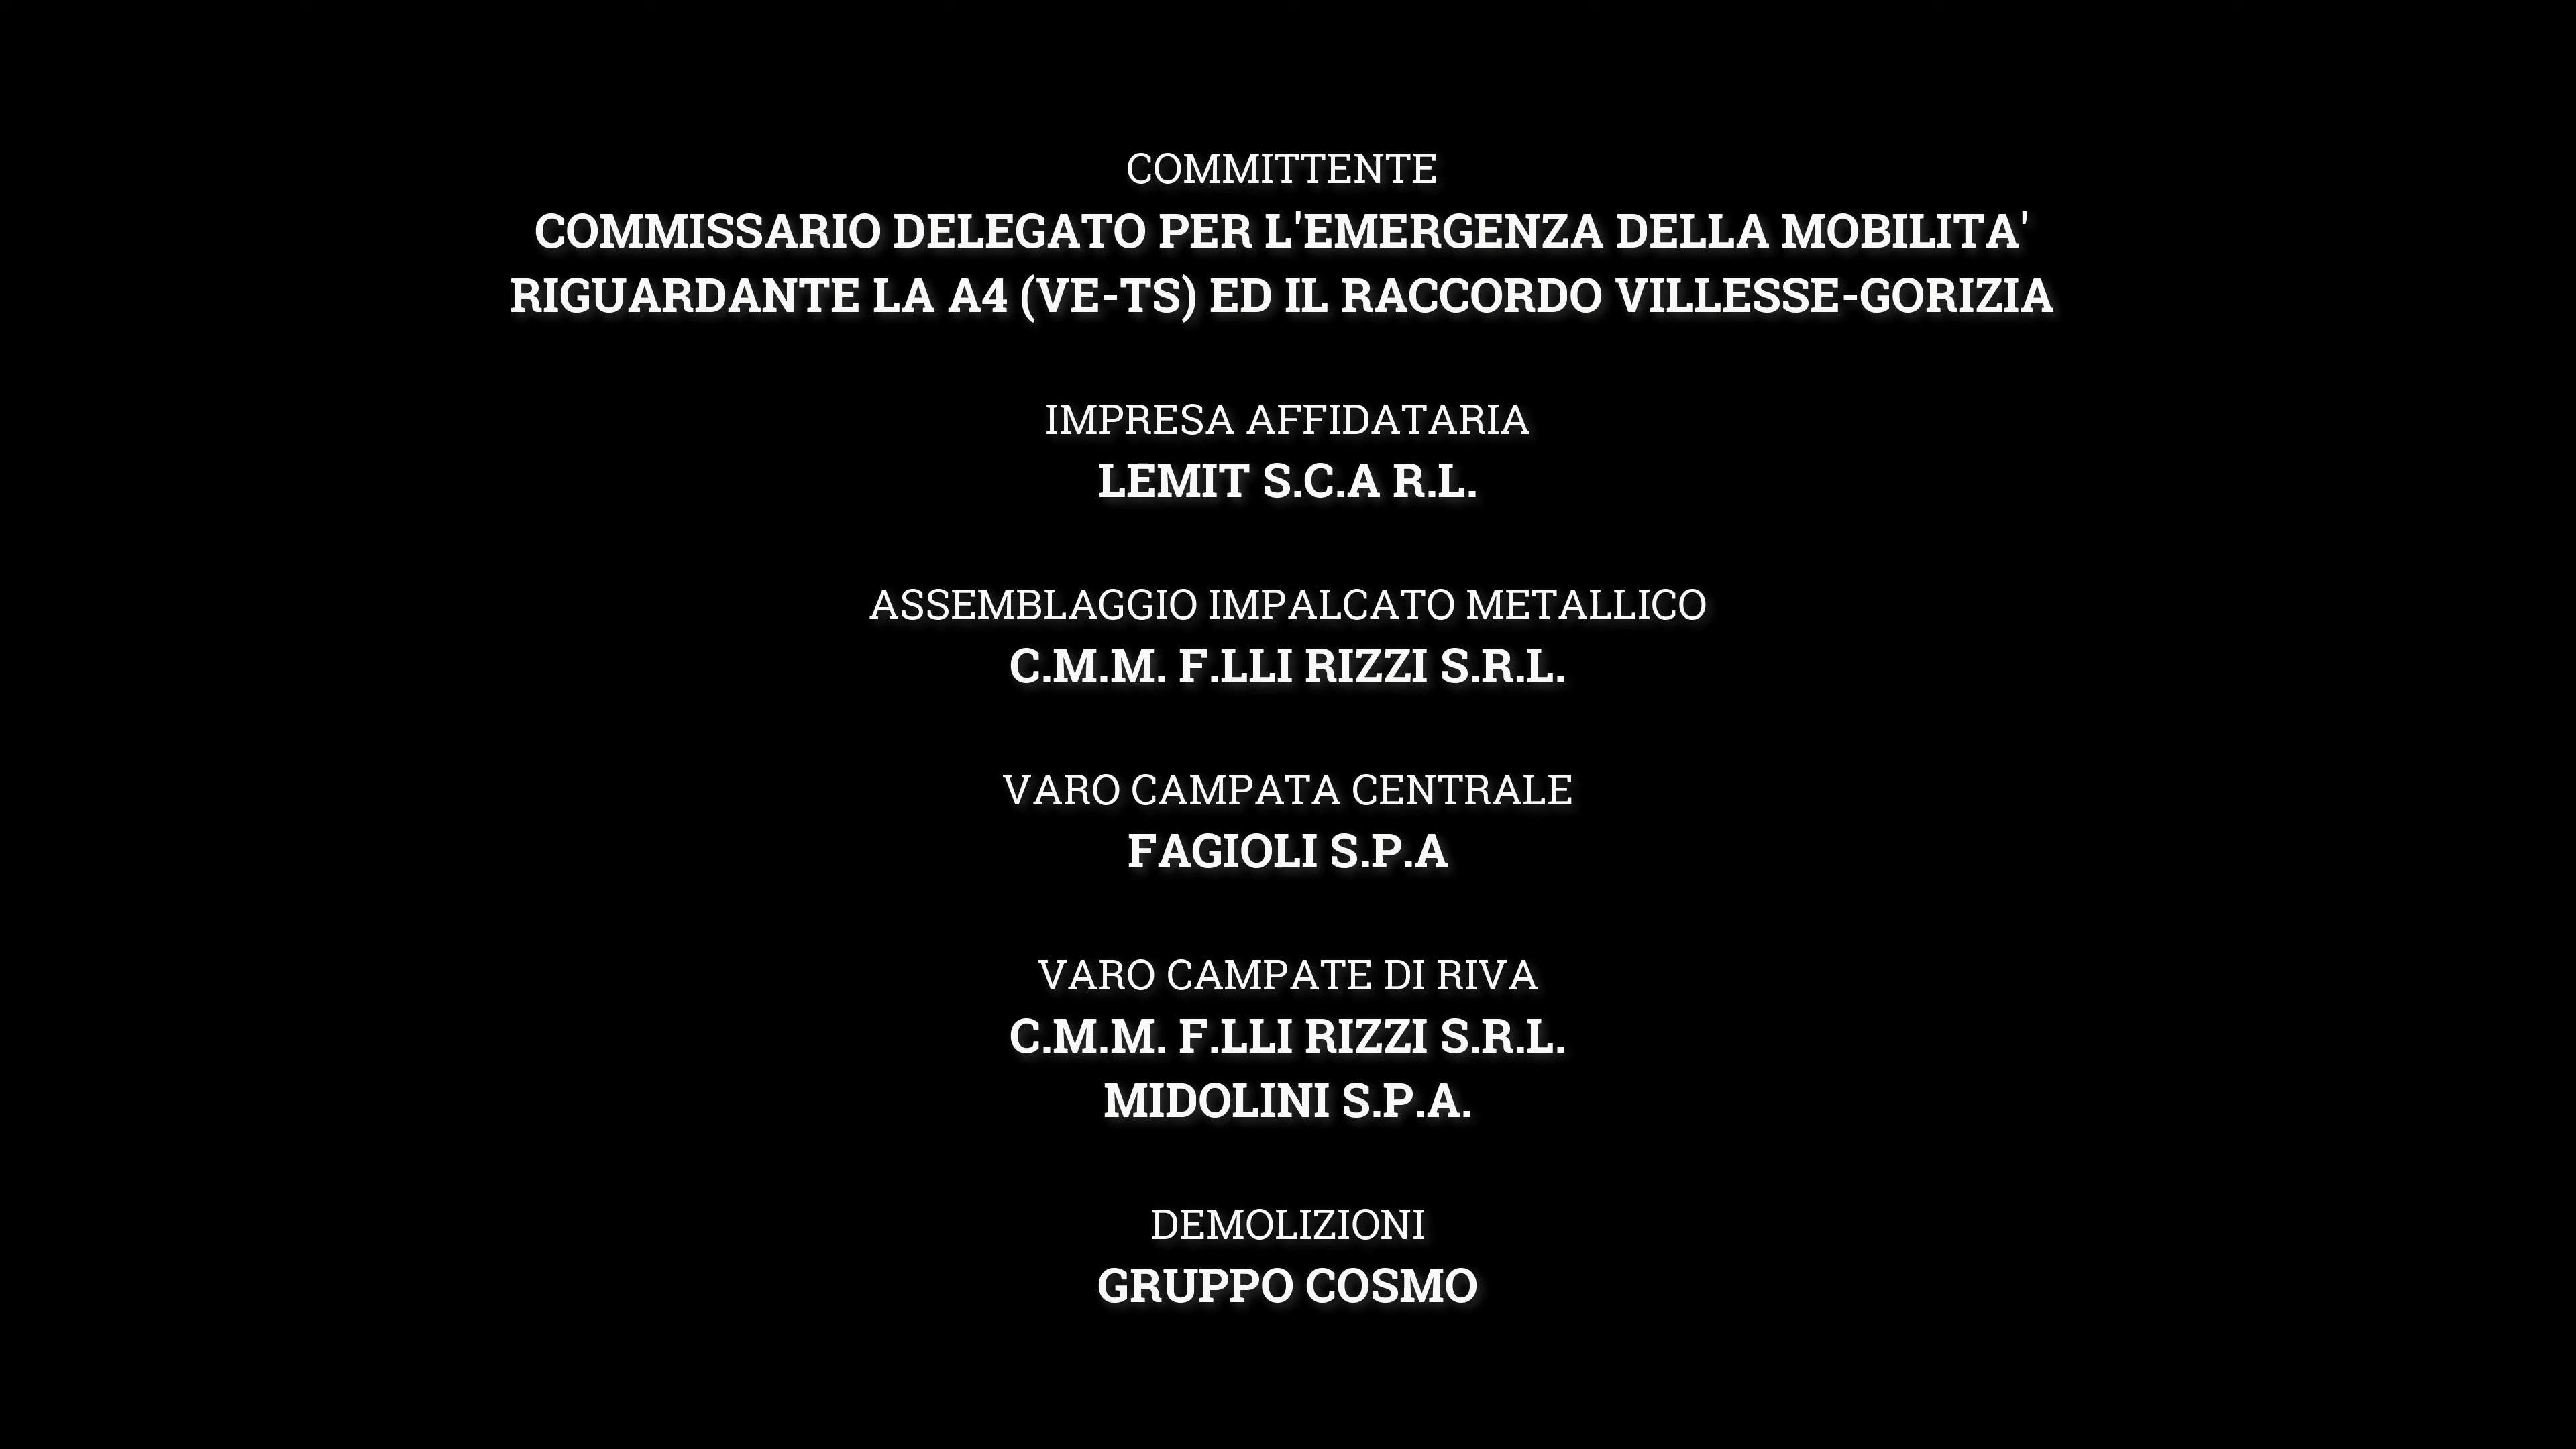 COMMITTENTE
COMMISSARIO DELEGATO PER L'EMERGENZA DELLA MOBILITA'
RIGUARDANTE LA A4 (VE-TS) ED IL RACCORDO VILLESSE-GORIZIA
IMPRESA AFFIDATARIA
LEMIT S.C.A R.L.
ASSEMBLAGGIO IMPALCATO METALLICO
C.M.M. F.LLI RIZZI S.R.L.
VARO CAMPATA CENTRALE
FAGIOLI S.P.A
VARO CAMPATE DI RIVA
C.M.M. F.LLI RIZZI S.R.L.
MIDOLINI S.P.A.
DEMOLIZIONI
GRUPPO COSMO